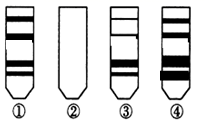 ① ② ③ ④